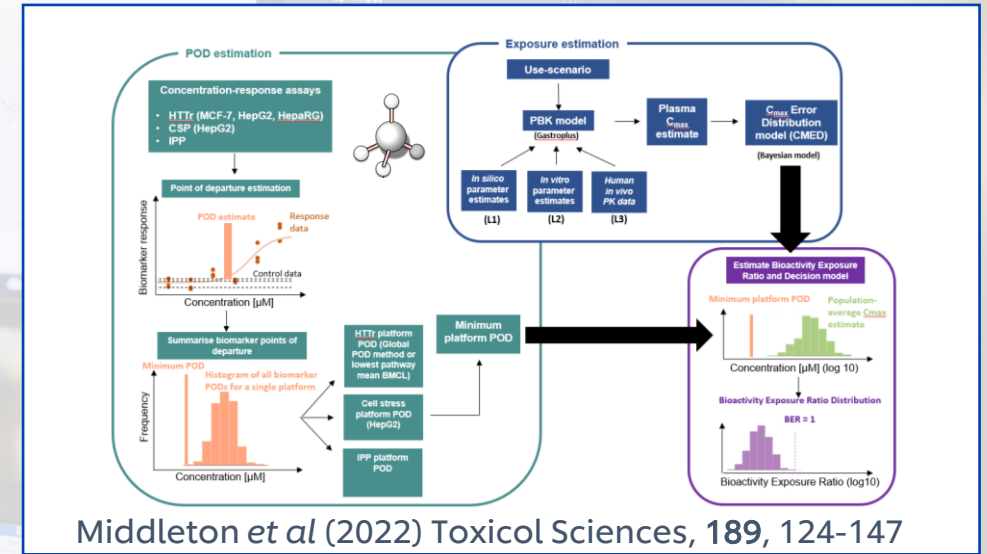 POD estimation
Concentration-response assays
• HTTr (MCF-7, HepG2, HepaRG)
• CSP (HepG2)
• IPP
Point of departure estimation
POD estimate
Response
data
Control data
Biomarker response
Concentration [µM]
Summarise biomarker points of
departure
Minimum POD
Histogram of all biomarker
PODs for a single platform
Frequency
Concentration [µM]
HTTr platform
POD (Global
POD method or
lowest pathway
mean BMCL)
Cell stress
platform POD
(HepG2)
IPP platform
POD
Minimum
platform POD
Exposure estimation
Use-scenario
PBK model
(Gastroplus)
In silico
parameter
estimates
(L1)
In vitro
parameter
estimates
(L2)
Human
in vivo
PK data
(L3)
Plasma
Cmax
estimate
Cmax Error
Distribution
model (CMED)
(Bayesian model)
Estimate Bioactivity Exposure
Ratio and Decision model
Minimum platform POD
Population-
average Cmax
estimate
Concentration [µM] (log 10)
Bioactivity Exposure Ratio Distribution
BER = 1
Bioactivity Exposure Ratio (log10)
Middleton et al (2022) Toxicol Sciences, 189, 124-147